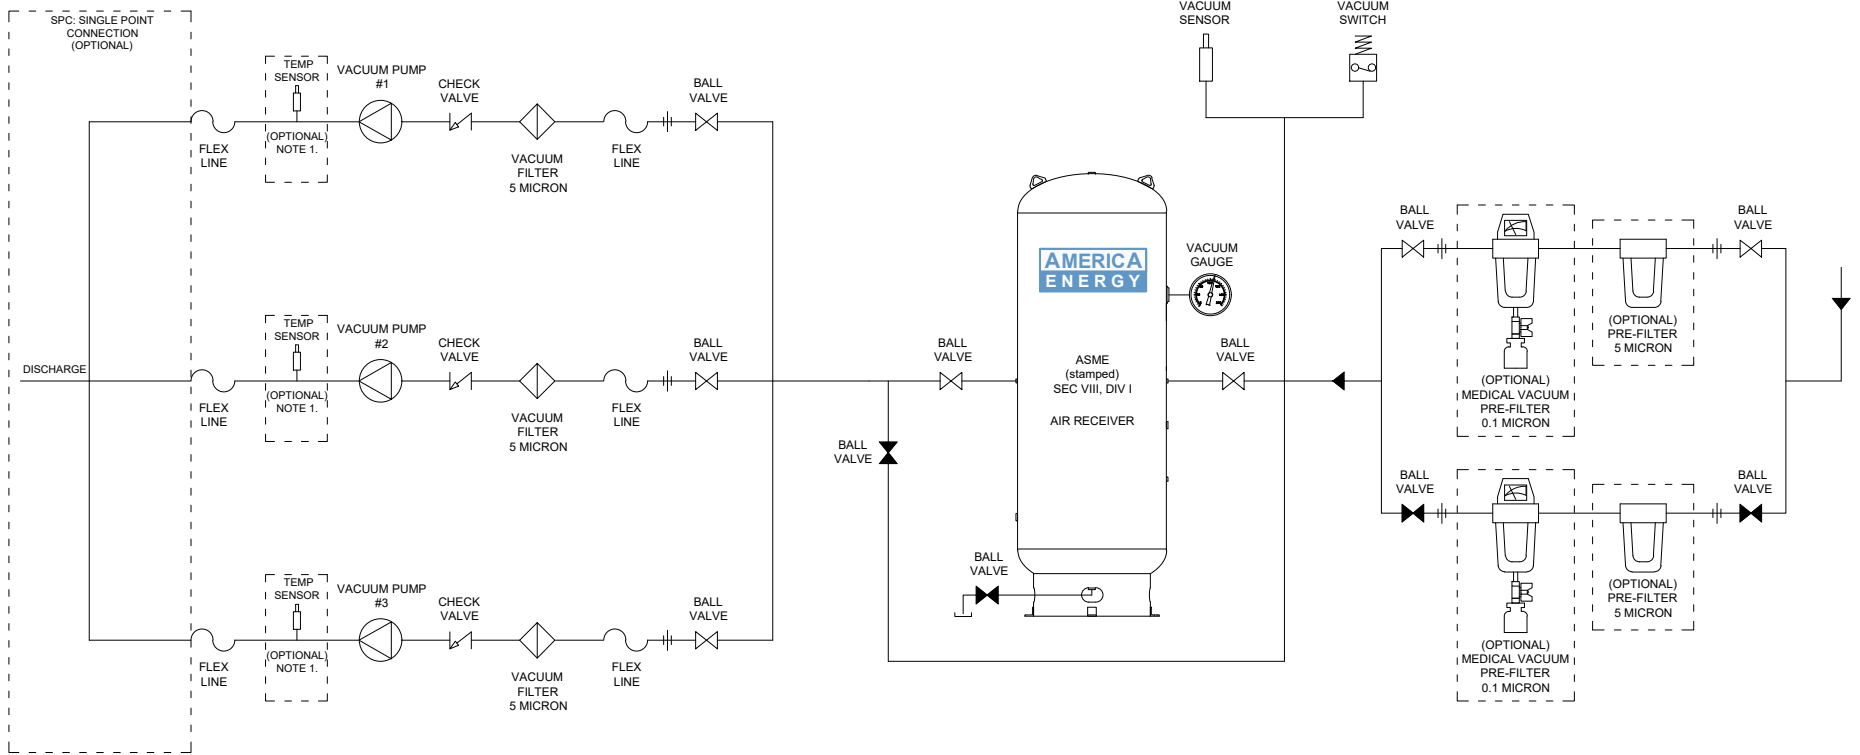 SPC: SINGLE POINT
CONNECTION
(OPTIONAL)
TEMP
SENSOR
(OPTIONAL)
NOTE 1.
VACUUM PUMP
#1
CHECK
VALVE
BALL
VALVE
FLEX
LINE
VACUUM
FILTER
5 MICRON
FLEX
LINE
DISCHARGE
TEMP
SENSOR
(OPTIONAL)
NOTE 1.
VACUUM PUMP
#2
CHECK
VALVE
BALL
VALVE
FLEX
LINE
VACUUM
FILTER
5 MICRON
FLEX
LINE
TEMP
SENSOR
(OPTIONAL)
NOTE 1.
VACUUM PUMP
#3
CHECK
VALVE
BALL
VALVE
FLEX
LINE
VACUUM
FILTER
5 MICRON
FLEX
LINE
VACUUM
SENSOR
VACUUM
SWITCH
AMERICA
ENERGY
VACUUM
GAUGE
BALL
VALVE
ASME
(stamped)
SEC VIII, DIV I
AIR RECEIVER
BALL
VALVE
BALL
VALVE
BALL
VALVE
BALL
VALVE
(OPTIONAL)
MEDICAL VACUUM
PRE-FILTER
0.1 MICRON
(OPTIONAL)
PRE-FILTER
5 MICRON
BALL
VALVE
BALL
VALVE
(OPTIONAL)
MEDICAL VACUUM
PRE-FILTER
0.1 MICRON
(OPTIONAL)
PRE-FILTER
5 MICRON
BALL
VALVE